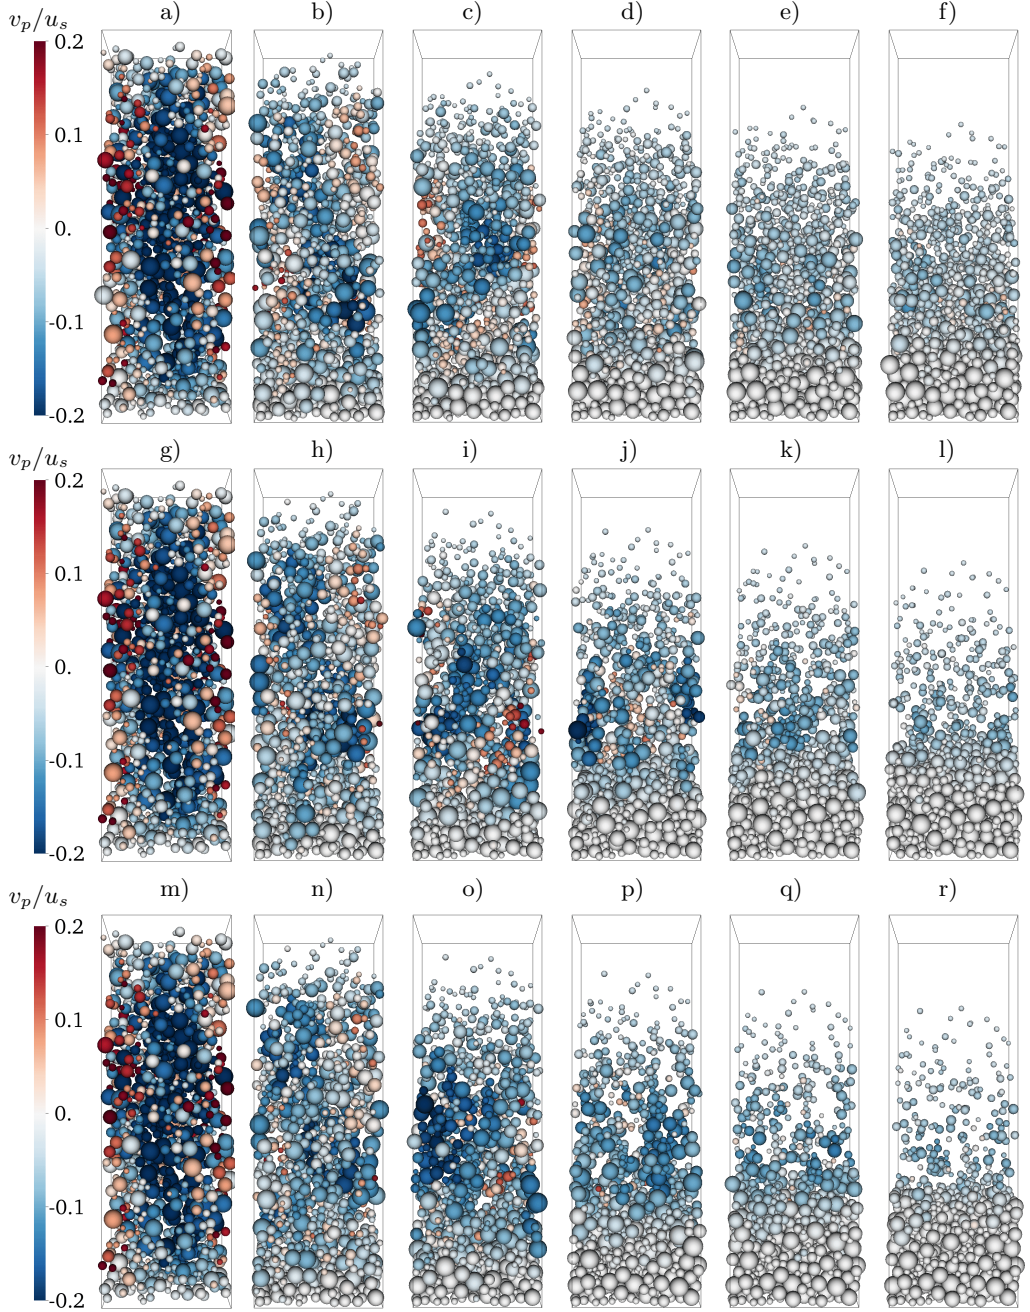 a) b) c) d) e) f)
v_p/u_s
0.2
0.1
0.
-0.1
-0.2
g) h) i) j) k) l)
v_p/u_s
0.2
0.1
0.
-0.1
-0.2
m) n) o) p) q) r)
v_p/u_s
0.2
0.1
0.
-0.1
-0.2